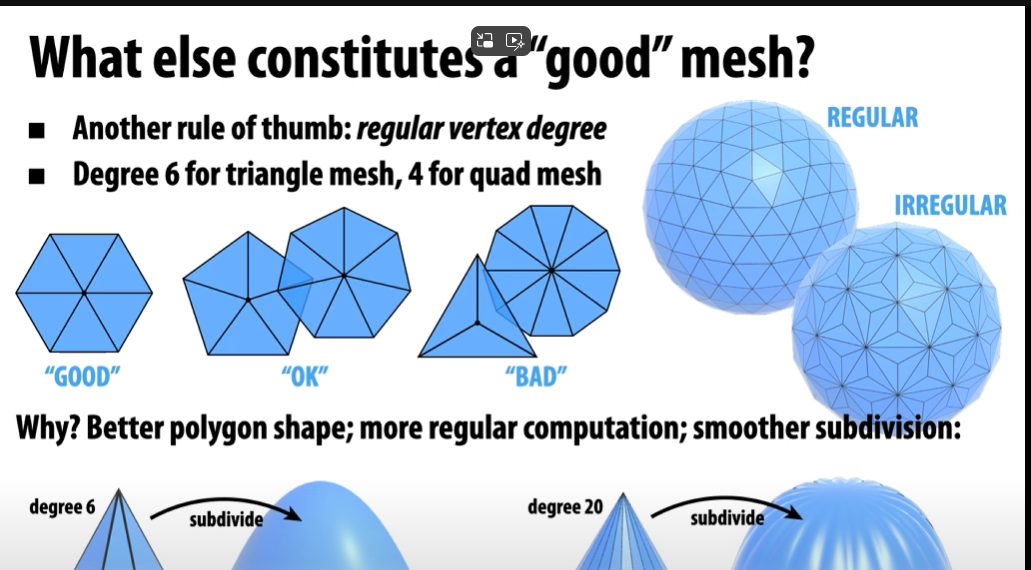 What else constitutes a “good” mesh?
■ Another rule of thumb: regular vertex degree
■ Degree 6 for triangle mesh, 4 for quad mesh
REGULAR
IRREGULAR
“GOOD”
“OK”
“BAD”
Why? Better polygon shape; more regular computation; smoother subdivision:
degree 6
subdivide
degree 20
subdivide